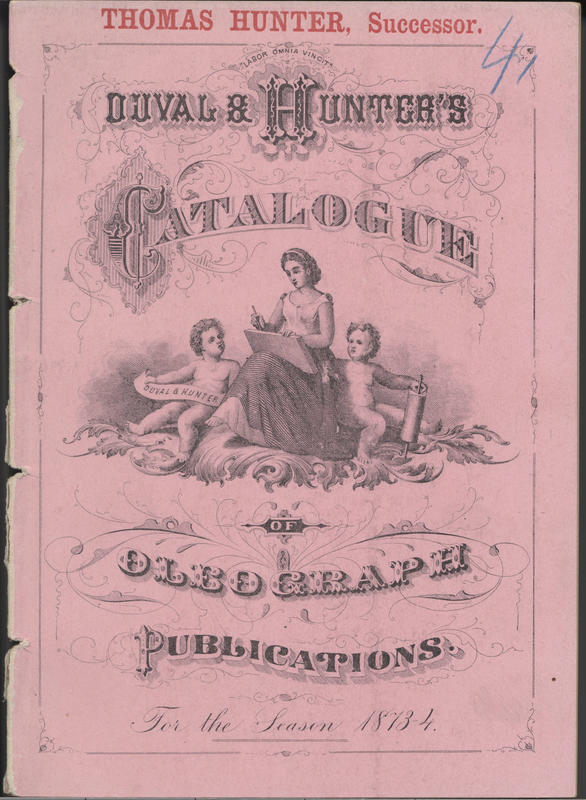 THOMAS HUNTER, Successor.
4,
"LABOR OMNIA VINCIT"
DUVAL & HUNTER'S
CATALOGUE
DUVAL & HUNTER
OF
OLEOGRAPH
PUBLICATIONS.
For the Season 1873-4.